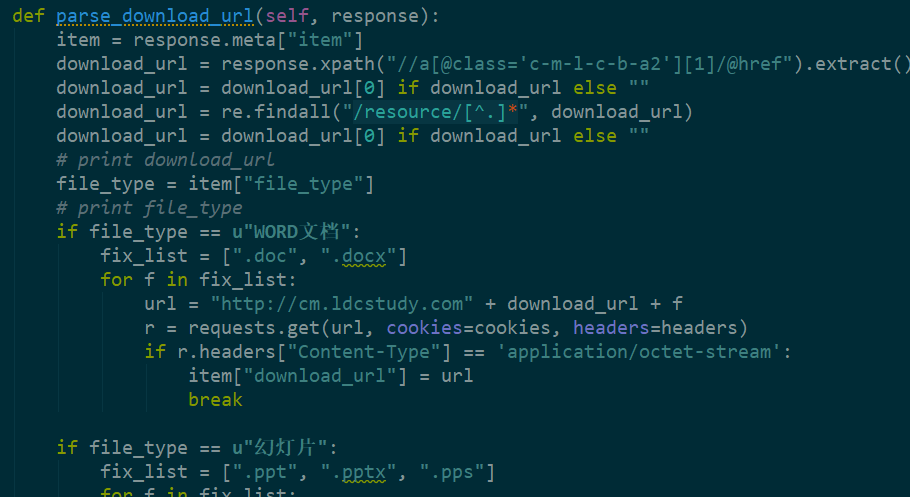 def parse_download_url(self, response):
    item = response.meta["item"]
    download_url = response.xpath("//a[@class='c-m-l-c-b-a2'][1]/@href").extract()
    download_url = download_url[0] if download_url else ""
    download_url = re.findall("/resource/[^.]*", download_url)
    download_url = download_url[0] if download_url else ""
    # print download_url
    file_type = item["file_type"]
    # print file_type
    if file_type == u"WORD文档":
        fix_list = [".doc", ".docx"]
        for f in fix_list:
            url = "http://cm.ldcstudy.com" + download_url + f
            r = requests.get(url, cookies=cookies, headers=headers)
            if r.headers["Content-Type"] == 'application/octet-stream':
                item["download_url"] = url
                break
    if file_type == u"幻灯片":
        fix_list = [".ppt", ".pptx", ".pps"]
        for f in fix_list: